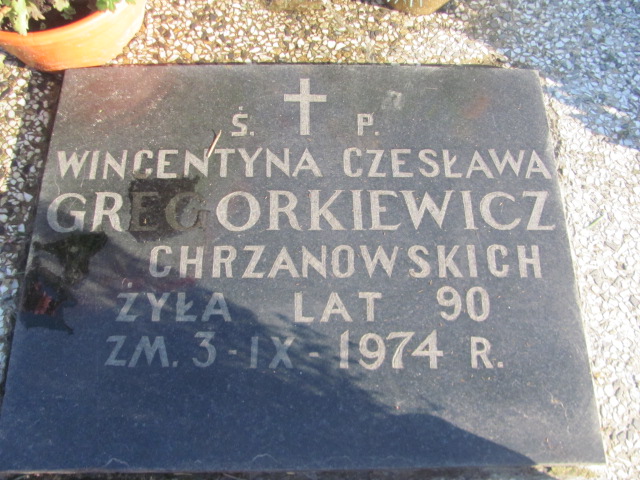 Ś. P.
WINCENTYNA CZESŁAWA
GREGORKIEWICZ
CHRZANOWSKICH
ŻYŁA LAT 90
ZM. 3-IX-1974 R.